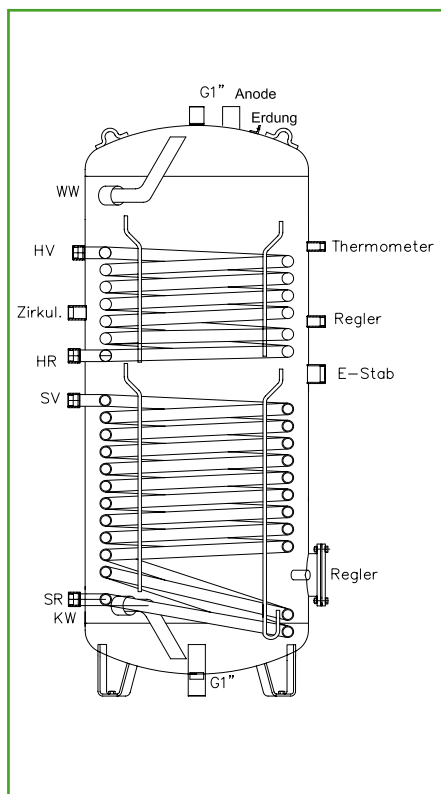 G1” Anode
Erdung
WW
HV
Thermometer
Zirkul.
Regler
HR
E-Stab
SV
Regler
SR
KW
G1”